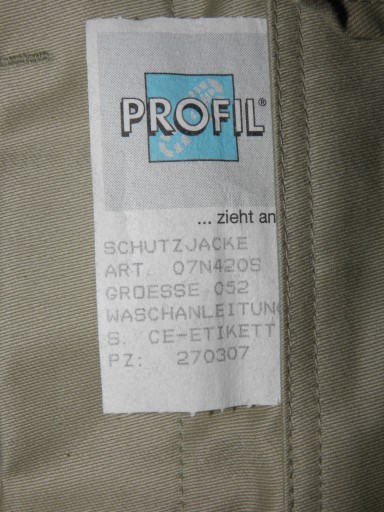 PROFIL®
... zieht an
SCHUTZJACKE
ART. 07N420S
GROESSE 052
WASCHANLEITUNG
S. CE-ETIKETT
PZ: 270307